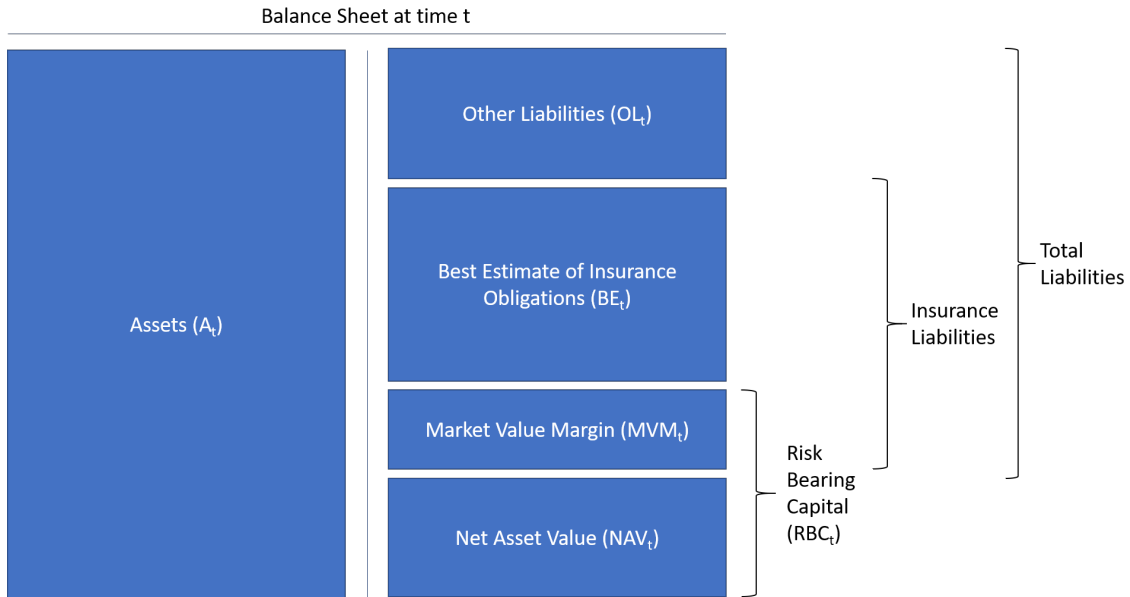 Balance Sheet at time t
Other Liabilities (OLt)
Best Estimate of Insurance
Obligations (BEt)
Assets (At)
Market Value Margin (MVMt)
Net Asset Value (NAVt)
Risk
Bearing
Capital
(RBCt)
Insurance
Liabilities
Total
Liabilities